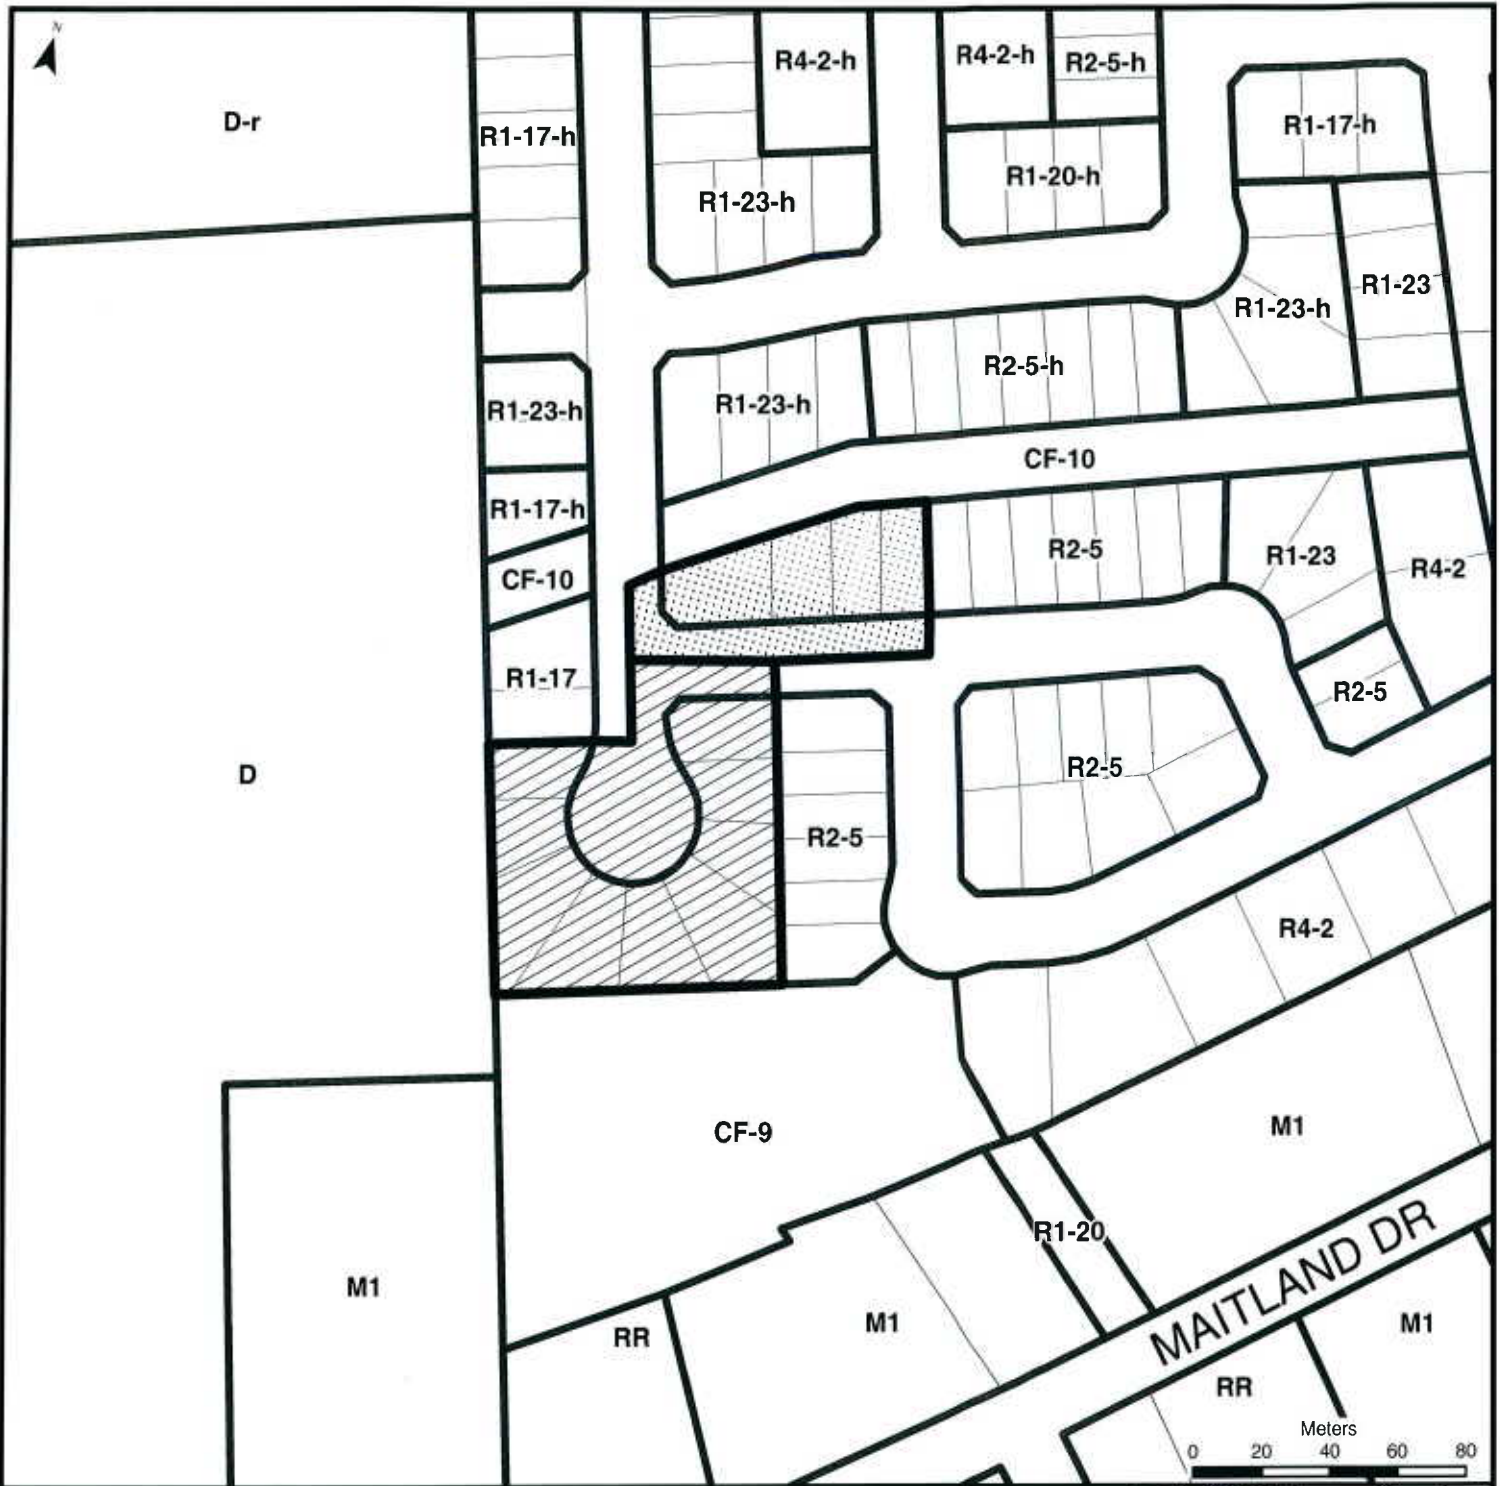 N
R4-2-h
R4-2-h
R2-5-h
D-r
R1-17-h
R1-17-h
R1-20-h
R1-23-h
R1-23
R1-23-h
R2-5-h
R1-23-h
R1-23-h
CF-10
R1-17-h
R2-5
R1-23
R4-2
CF-10
R1-17
R2-5
D
R2-5
R2-5
R4-2
CF-9
M1
R1-20
MAITLAND DR
M1
RR
M1
M1
RR
Meters
0 20 40 60 80